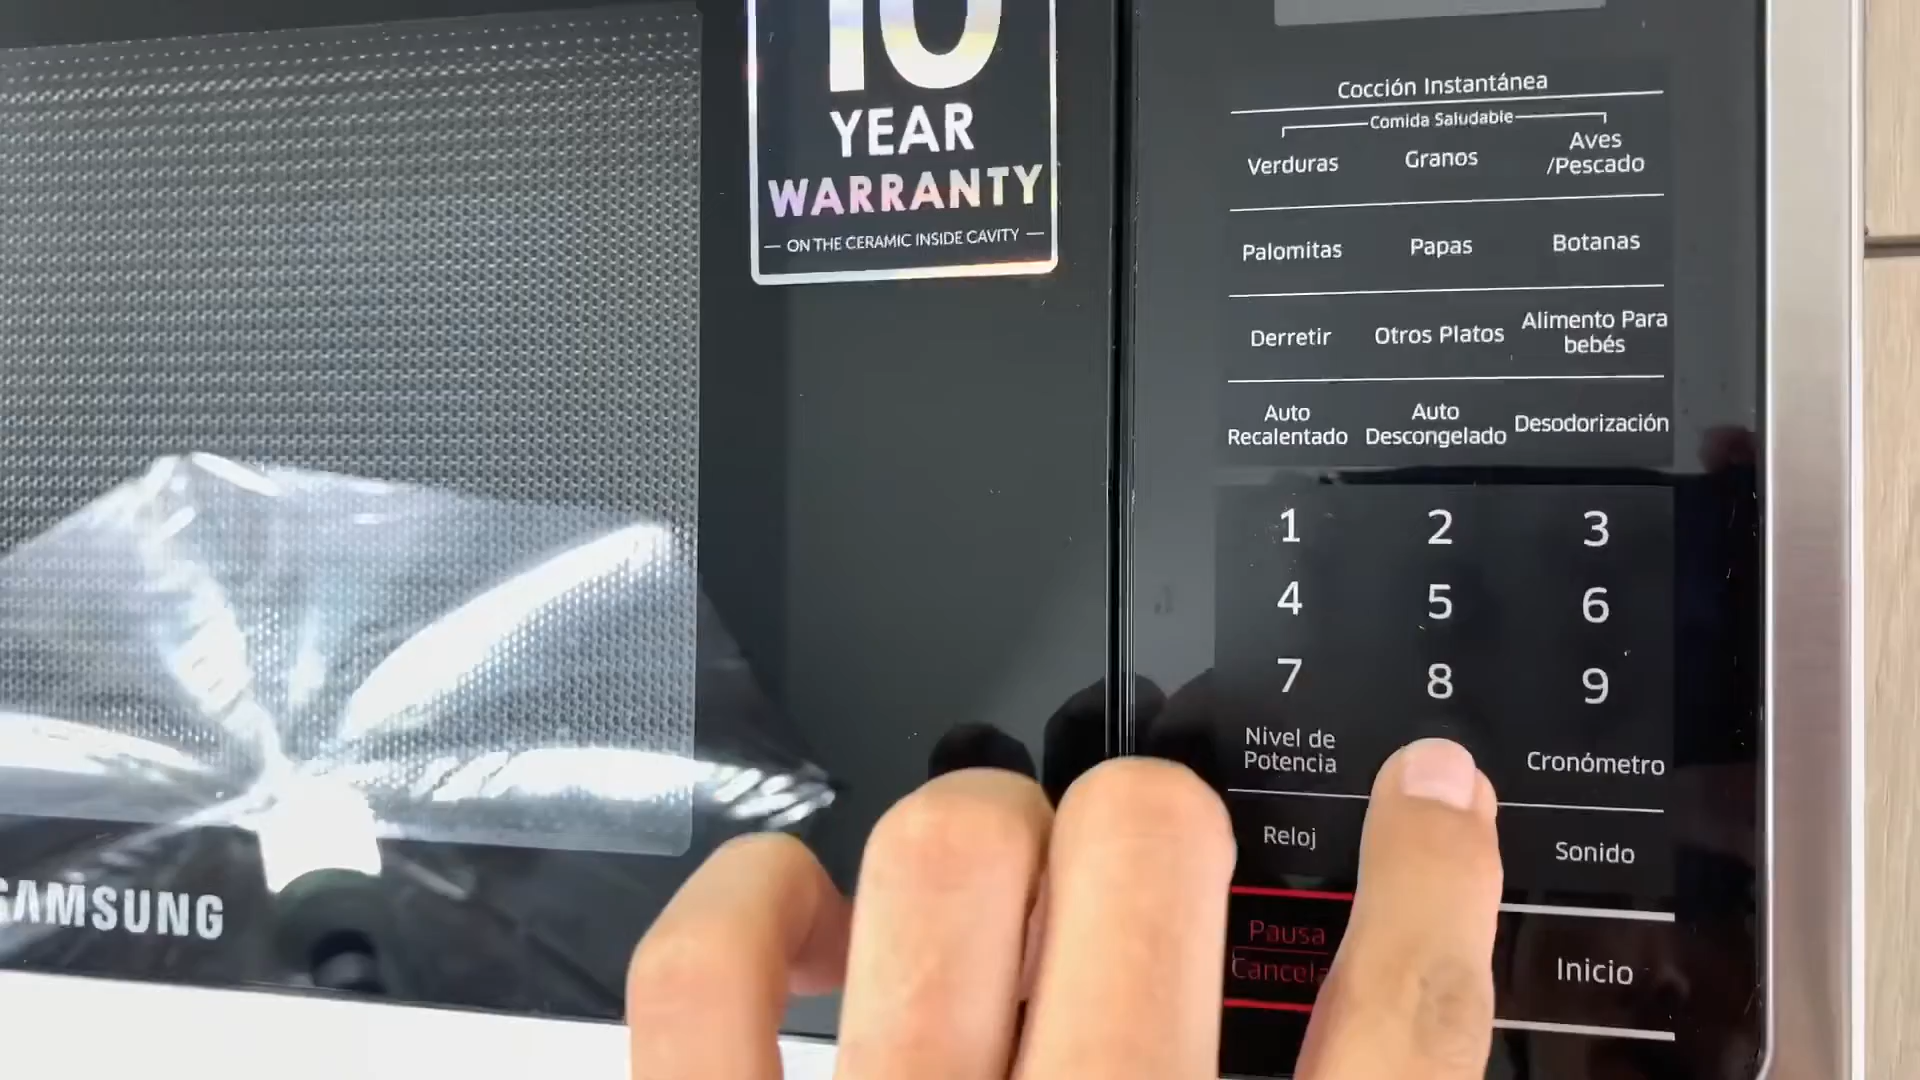 10
YEAR
WARRANTY
ON THE CERAMIC INSIDE CAVITY
SAMSUNG
Cocción Instantánea
Comida Saludable
Verduras Granos Aves
/Pescado
Palomitas Papas Botanas
Derretir Otros Platos Alimento Para
bebés
Auto
Recalentado
Auto
Descongelado
Desodorización
1 2 3
4 5 6
7 8 9
Nivel de
Potencia
Cronómetro
Reloj Sonido
Pausa
Cancela
Inicio